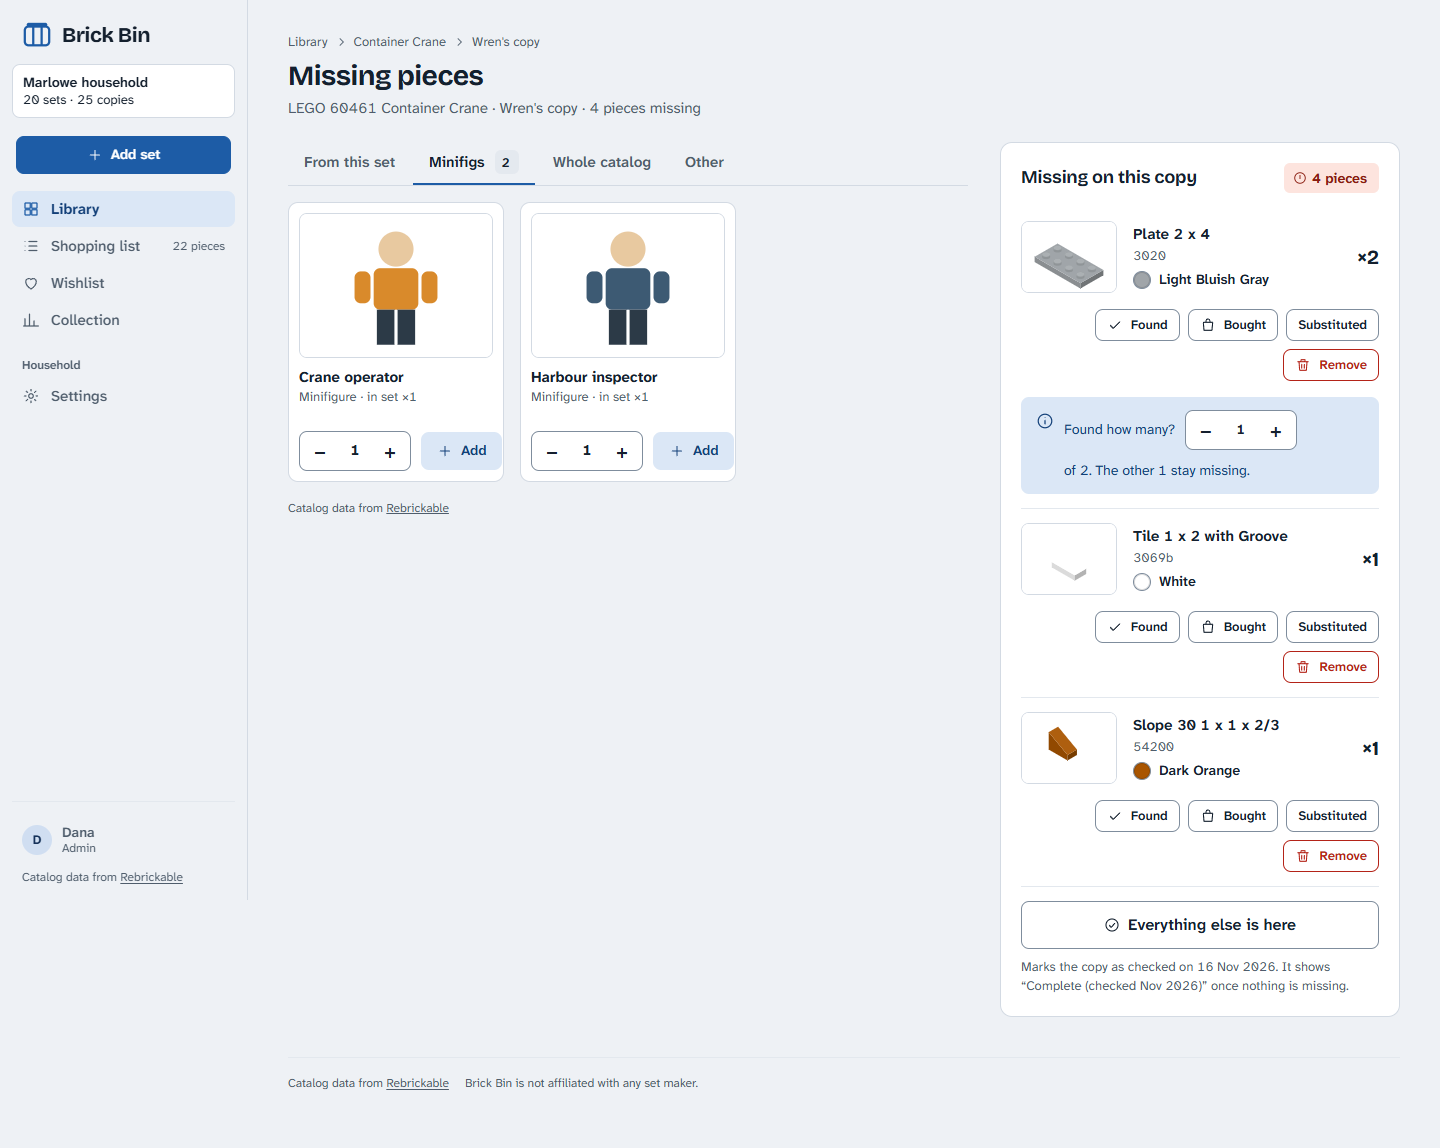 Brick Bin
Marlowe household
20 sets · 25 copies
Add set
Library
Shopping list 22 pieces
Wishlist
Collection
Household
Settings
D
Dana
Admin
Catalog data from Rebrickable
Library > Container Crane > Wren's copy
Missing pieces
LEGO 60461 Container Crane · Wren's copy · 4 pieces missing
From this set Minifigs 2 Whole catalog Other
Crane operator
Minifigure · in set ×1
− 1 + + Add
Harbour inspector
Minifigure · in set ×1
− 1 + + Add
Catalog data from Rebrickable
Missing on this copy 4 pieces
Plate 2 x 4
3020
Light Bluish Gray
×2
Found Bought Substituted
Remove
Found how many? − 1 +
of 2. The other 1 stay missing.
Tile 1 x 2 with Groove
3069b
White
×1
Found Bought Substituted
Remove
Slope 30 1 x 1 x 2/3
54200
Dark Orange
×1
Found Bought Substituted
Remove
Everything else is here
Marks the copy as checked on 16 Nov 2026. It shows
“Complete (checked Nov 2026)” once nothing is missing.
Catalog data from Rebrickable Brick Bin is not affiliated with any set maker.